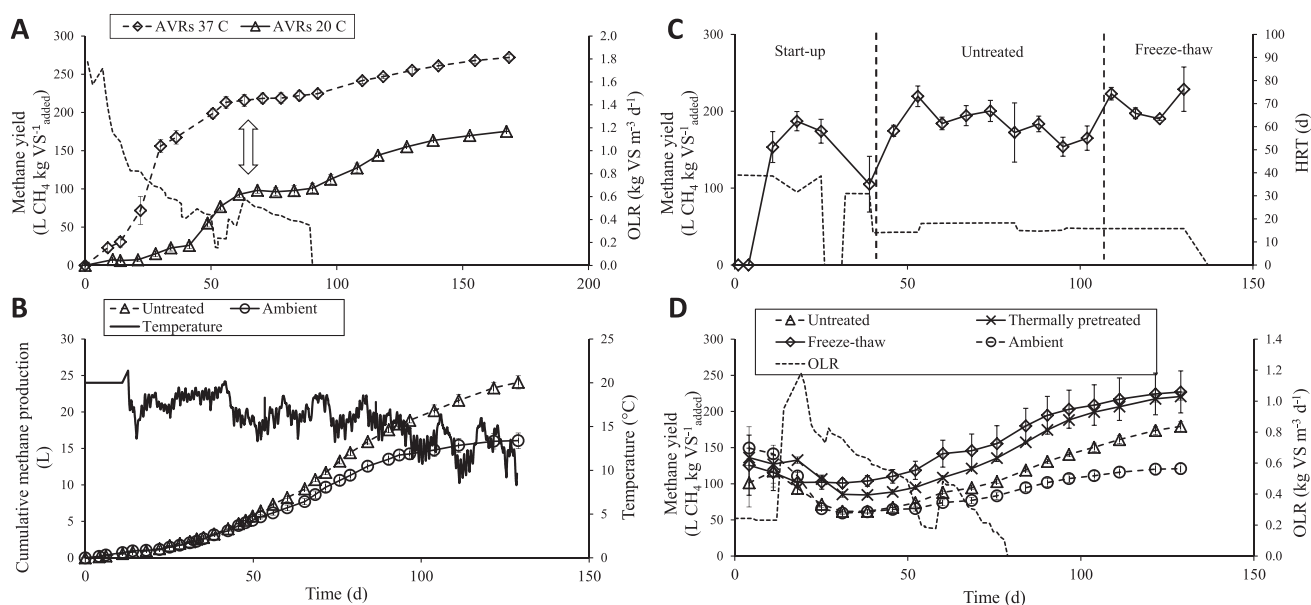 A
AVRs 37 C AVRs 20 C
300
250
200
150
100
50
0
Methane yield
(L CH4 kg VS-1added)
2.0
1.8
1.6
1.4
1.2
1.0
0.8
0.6
0.4
0.2
0.0
OLR (kg VS m-3 d-1)
0 50 100 150 200
C
Start-up Untreated Freeze-thaw
300
200
100
0
Methane yield
(L CH4 kg VS-1added)
100
90
80
70
60
50
40
30
20
10
0
HRT (d)
0 50 100 150
B
Untreated Ambient
Temperature
30
25
20
15
10
5
0
Cumulative methane production
(L)
25
20
15
10
5
0
Temperature (°C)
0 50 100 150
Time (d)
D
Untreated Thermally pretreated
Freeze-thaw Ambient
OLR
300
250
200
150
100
50
0
Methane yield
(L CH4 kg VS-1added)
1.4
1.2
1.0
0.8
0.6
0.4
0.2
0.0
OLR (kg VS m-3 d-1)
0 50 100 150
Time (d)